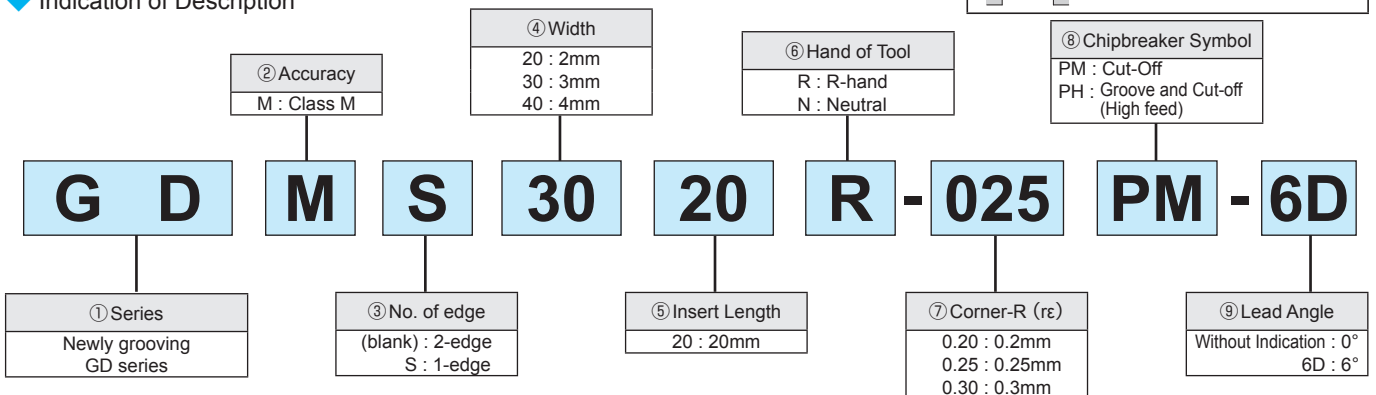 Indication of Description
④Width
20 : 2mm
30 : 3mm
40 : 4mm
②Accuracy
M : Class M
⑥Hand of Tool
R : R-hand
N : Neutral
⑧Chipbreaker Symbol
PM : Cut-Off
PH : Groove and Cut-off
(High feed)
G D M S 30 20 R - 025 PM - 6D
①Series
Newly grooving
GD series
③No. of edge
(blank) : 2-edge
S : 1-edge
⑤Insert Length
20 : 20mm
⑦Corner-R (rε)
0.20 : 0.2mm
0.25 : 0.25mm
0.30 : 0.3mm
⑨Lead Angle
Without Indication : 0°
6D : 6°